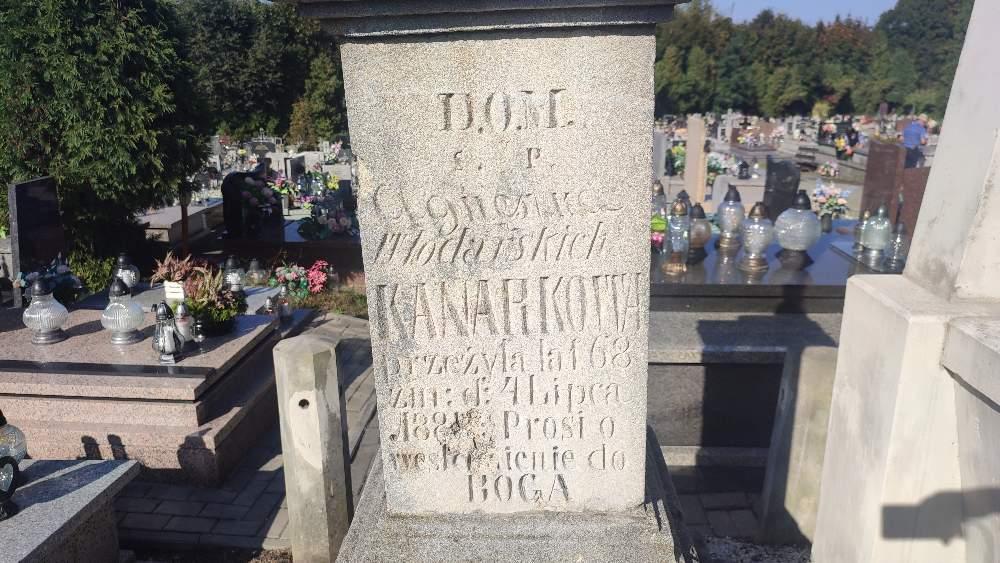 D.O.M.
s. p.
Agnieszka
Włodarskich
KANARKOWA
przeżyła lat 68
zm: d: 4 Lipca
Prosi o
westchnienie do
BOGA